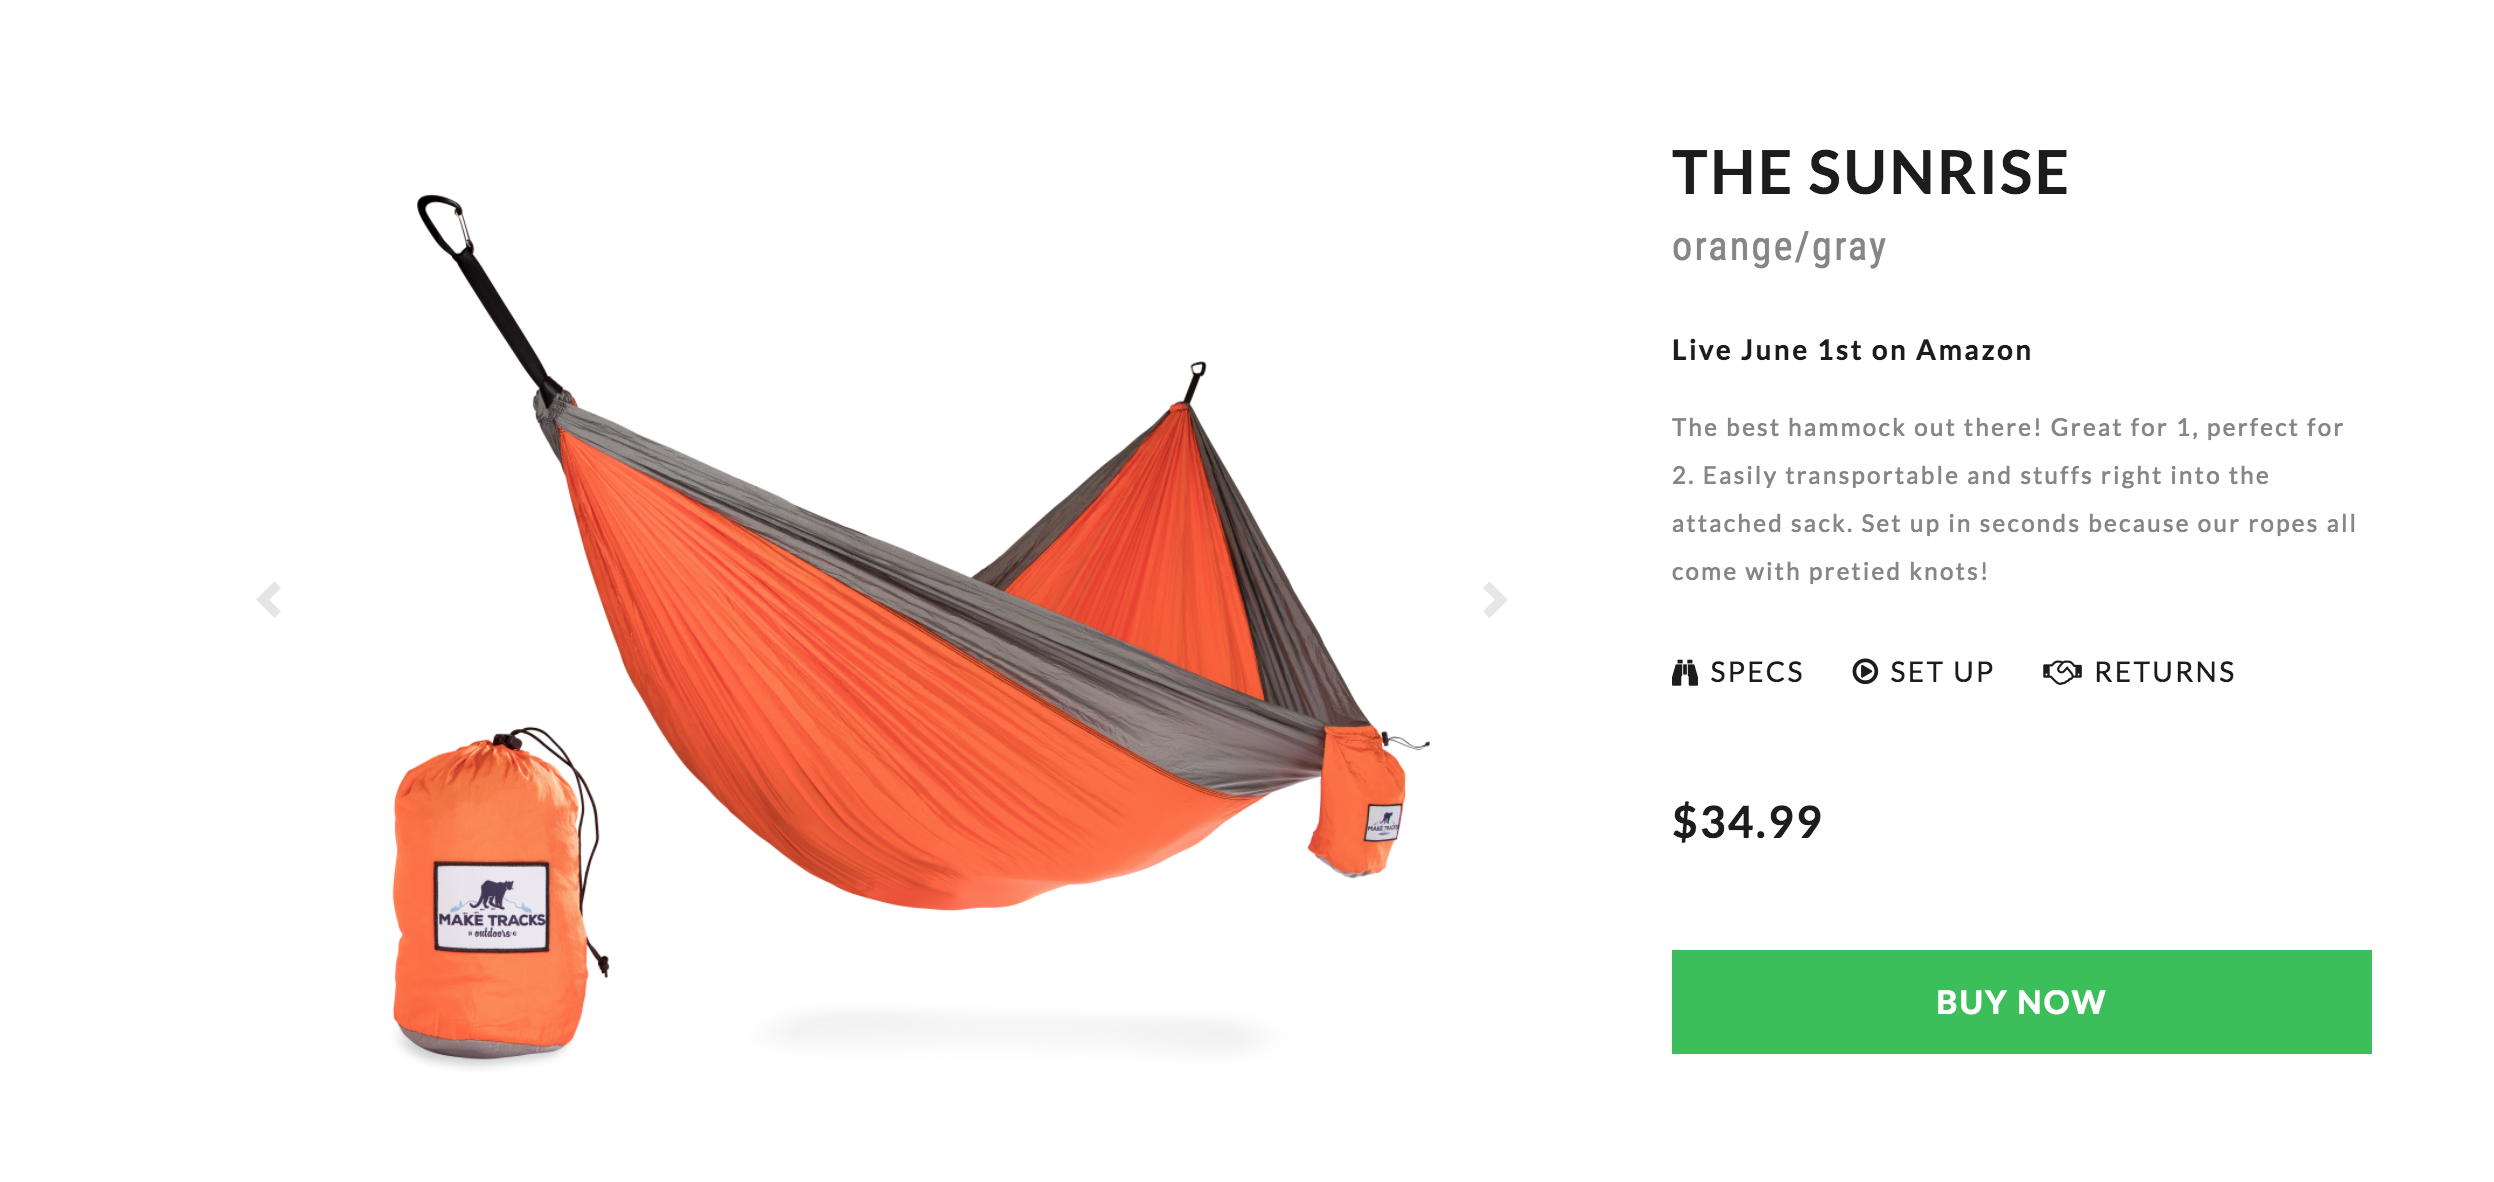 THE SUNRISE
orange/gray
Live June 1st on Amazon
The best hammock out there! Great for 1, perfect for
2. Easily transportable and stuffs right into the
attached sack. Set up in seconds because our ropes all
come with pretied knots!
SPECS SET UP RETURNS
$34.99
BUY NOW
MAKE TRACKS
outdoors
MAKE TRACKS